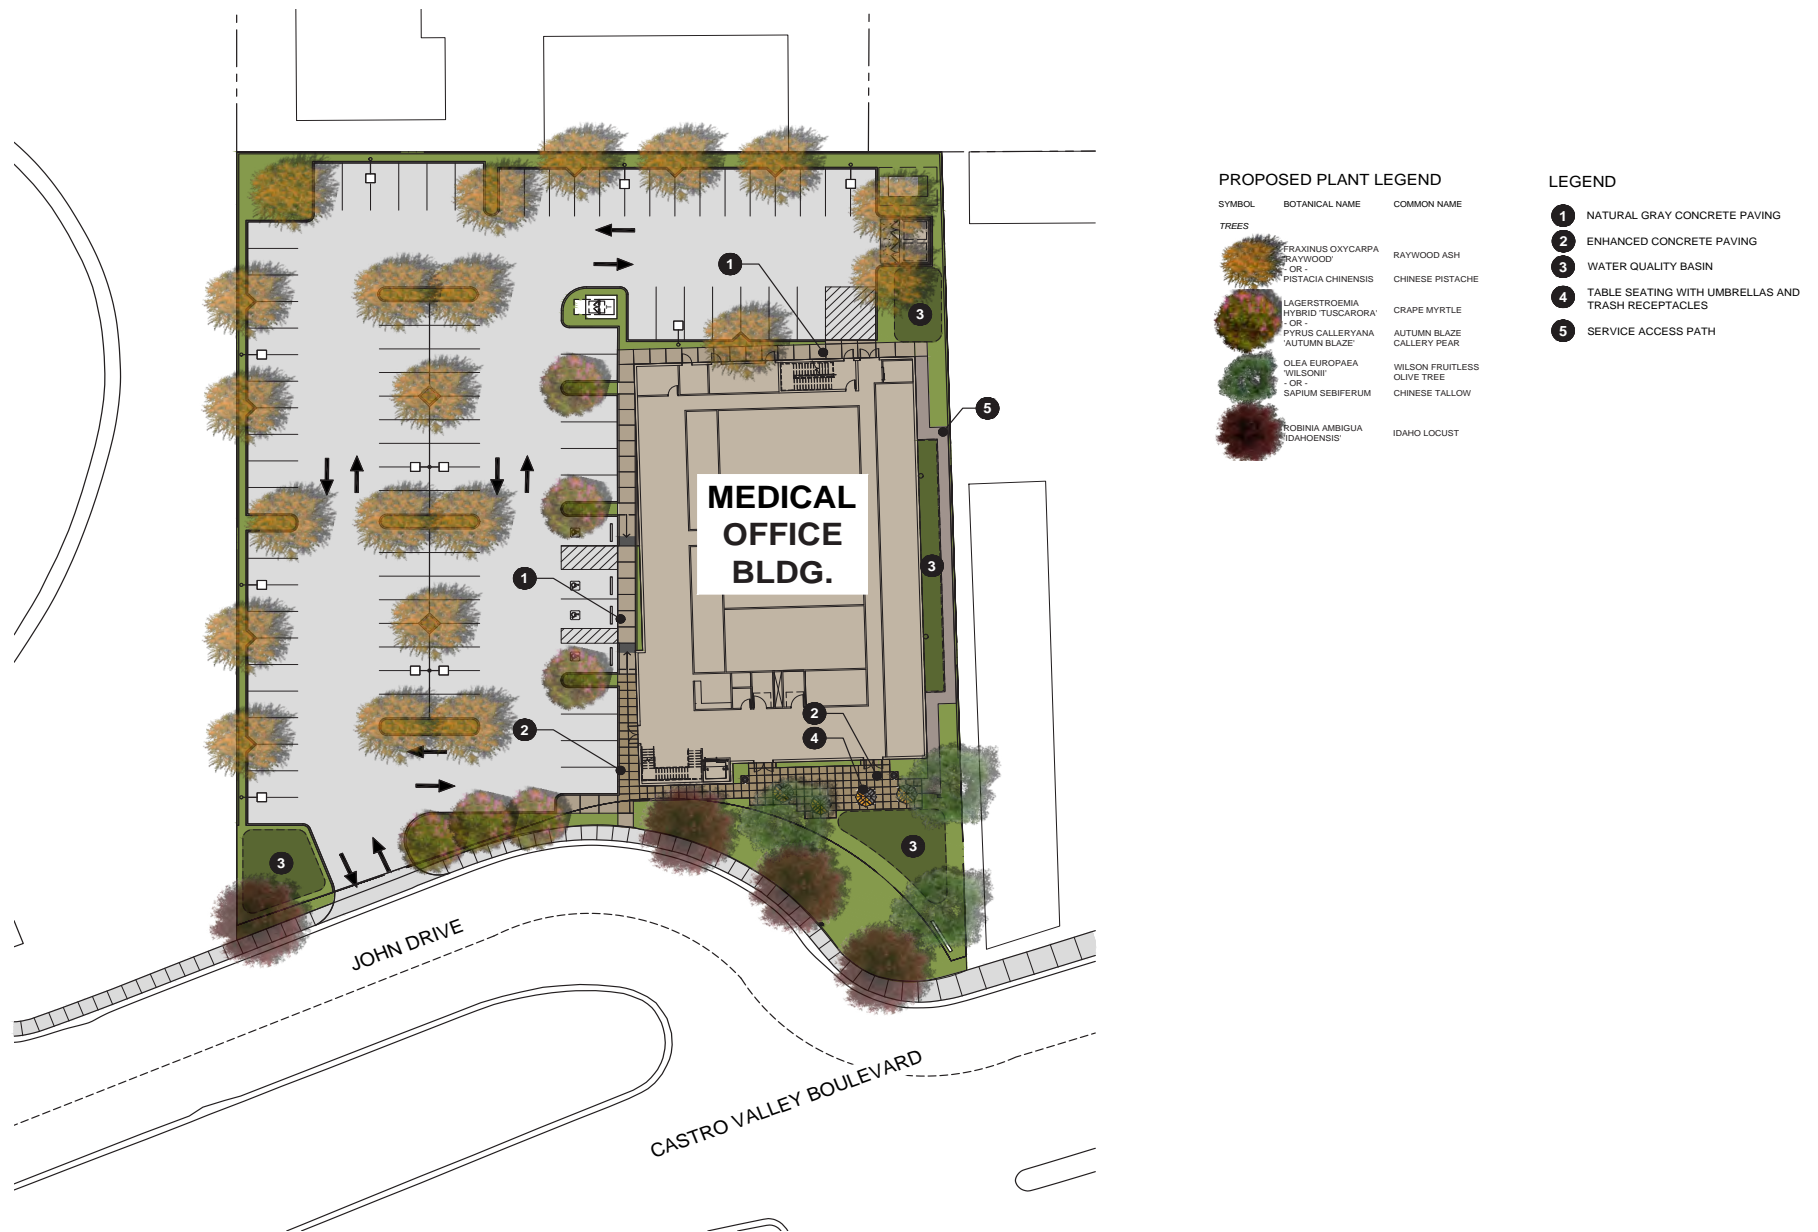 PROPOSED PLANT LEGEND
SYMBOL BOTANICAL NAME COMMON NAME
TREES
FRAXINUS OXYCARPA
'RAYWOOD'
RAYWOOD ASH
- OR -
PISTACIA CHINENSIS
CHINESE PISTACHE
LAGERSTROEMIA
HYBRID 'TUSCARORA'
CRAPE MYRTLE
- OR -
PYRUS CALLERYANA
'AUTUMN BLAZE'
AUTUMN BLAZE
CALLERY PEAR
OLEA EUROPAEA
'WILSONII'
WILSON FRUITLESS
OLIVE TREE
- OR -
SAPIUM SEBIFERUM
CHINESE TALLOW
ROBINIA AMBIGUA
'IDAHOENSIS'
IDAHO LOCUST
LEGEND
1 NATURAL GRAY CONCRETE PAVING
2 ENHANCED CONCRETE PAVING
3 WATER QUALITY BASIN
4 TABLE SEATING WITH UMBRELLAS AND
TRASH RECEPTACLES
5 SERVICE ACCESS PATH
1
3
5
MEDICAL
OFFICE
BLDG.
3
1
2
2
4
3
3
JOHN DRIVE
CASTRO VALLEY BOULEVARD